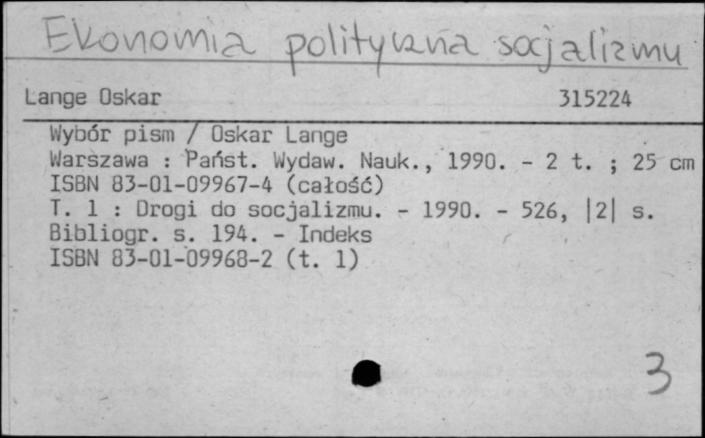 Ekonomia polityczna socjalizmu
Lange Oskar 315224
Wybór pism / Oskar Lange
Warszawa : Państ. Wydaw. Nauk., 1990. - 2 t. ; 25 cm
ISBN 83-01-09967-4 (całość)
T. 1 : Drogi do socjalizmu. - 1990. - 526, |2| s.
Bibliogr. s. 194. - Indeks
ISBN 83-01-09968-2 (t. 1)
3